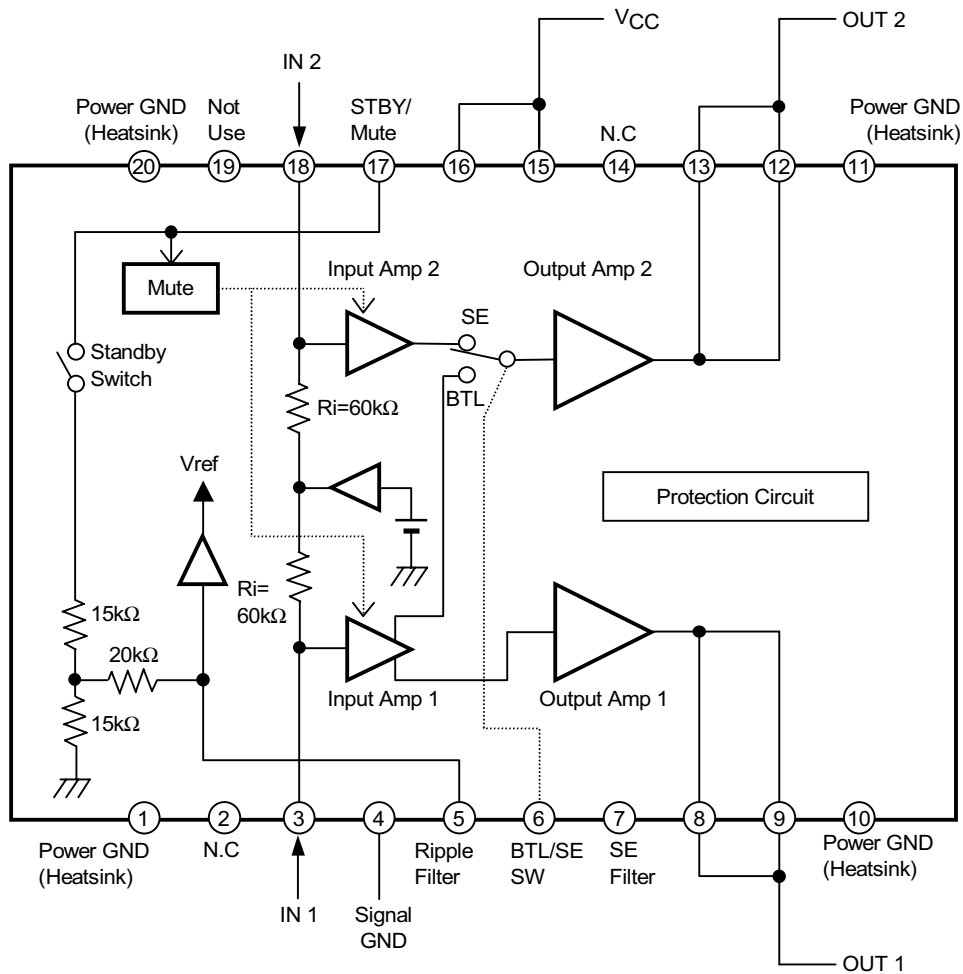 VCC
OUT 2
IN 2
Power GND
(Heatsink)
Not
Use
STBY/
Mute
N.C
Power GND
(Heatsink)
20
19
18
17
16
15
14
13
12
11
Mute
Input Amp 2
Output Amp 2
SE
BTL
Standby
Switch
Ri=60kΩ
Vref
Protection Circuit
Ri=
60kΩ
15kΩ
20kΩ
15kΩ
Input Amp 1
Output Amp 1
1
2
3
4
5
6
7
8
9
10
Power GND
(Heatsink)
N.C
IN 1
Signal
GND
Ripple
Filter
BTL/SE
SW
SE
Filter
Power GND
(Heatsink)
OUT 1